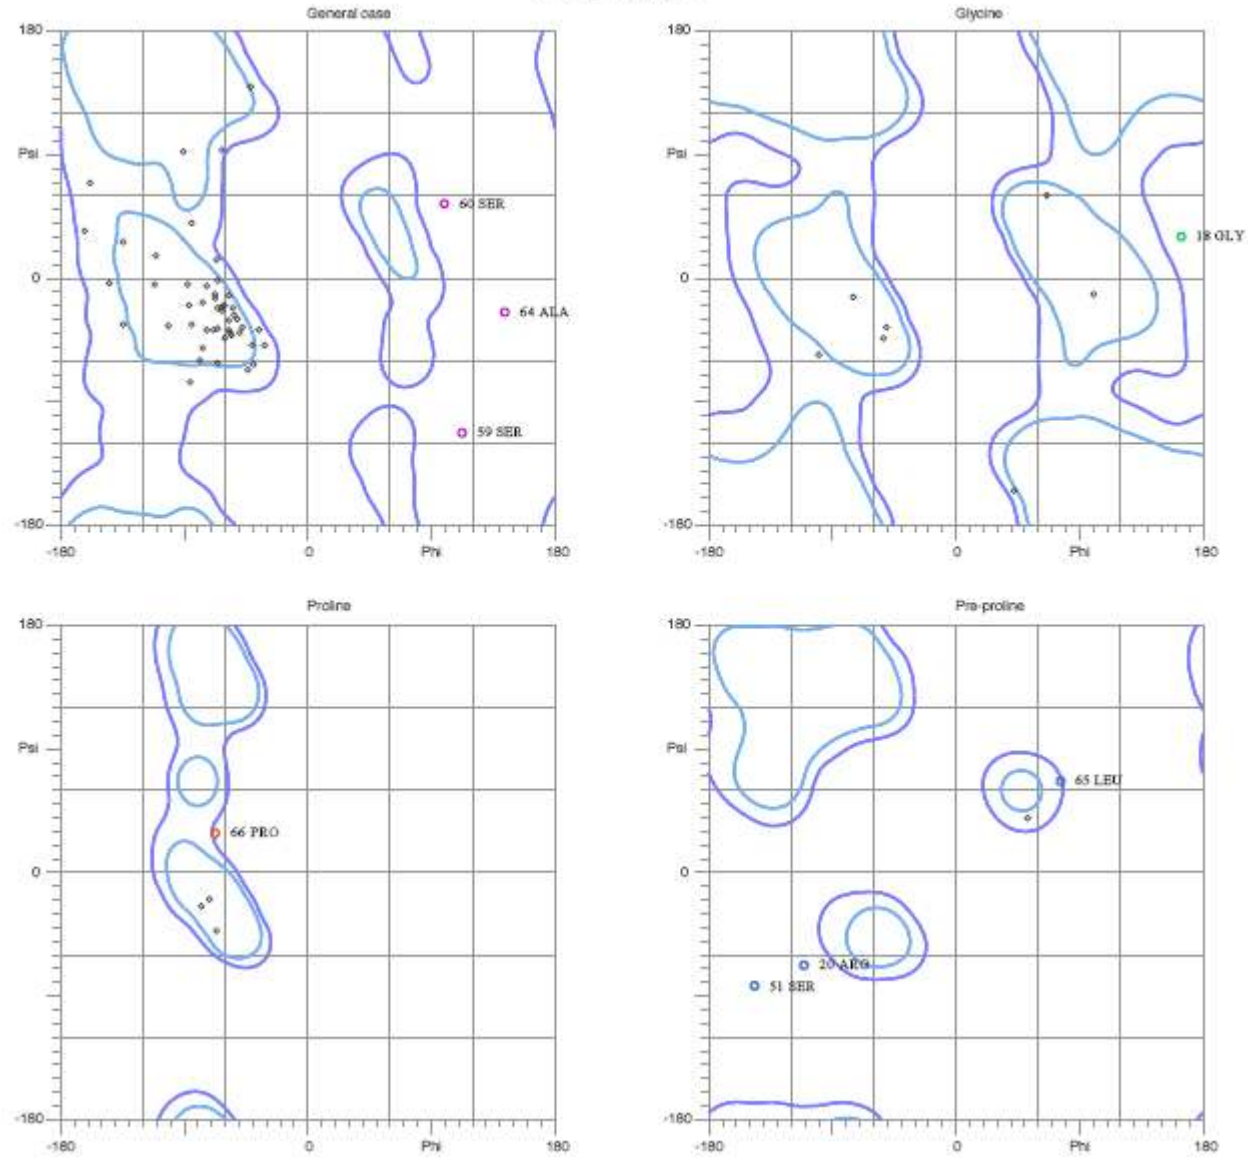 General case
Glycine
180
180
Psi
Psi
60 SER
18 GLY
0
0
64 ALA
59 SER
-180
-180
-180 0 Phi 180
-180 0 Phi 180
Proline
Pre-proline
180
180
Psi
Psi
65 LEU
66 PRO
0
0
20 ARG
51 SER
-180
-180
-180 0 Phi 180
-180 0 Phi 180